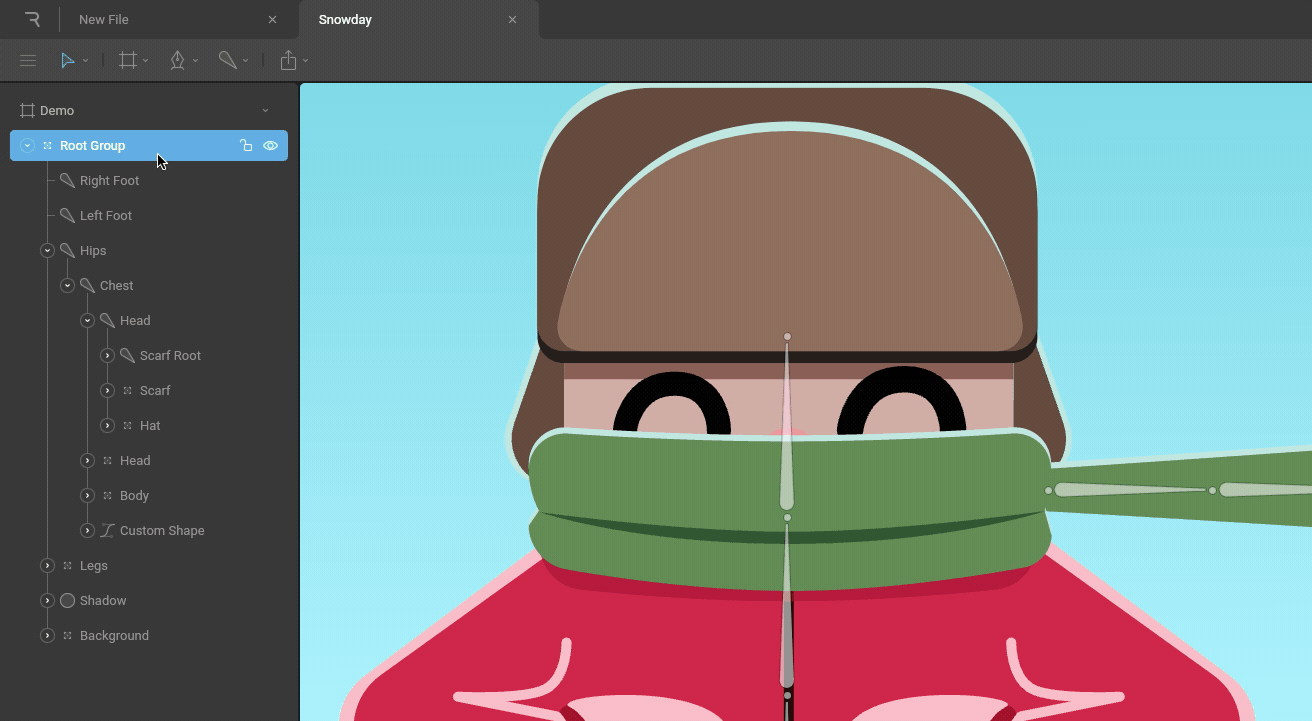 New File
Snowday
Demo
Root Group
Right Foot
Left Foot
Hips
Chest
Head
Scarf Root
Scarf
Hat
Head
Body
Custom Shape
Legs
Shadow
Background